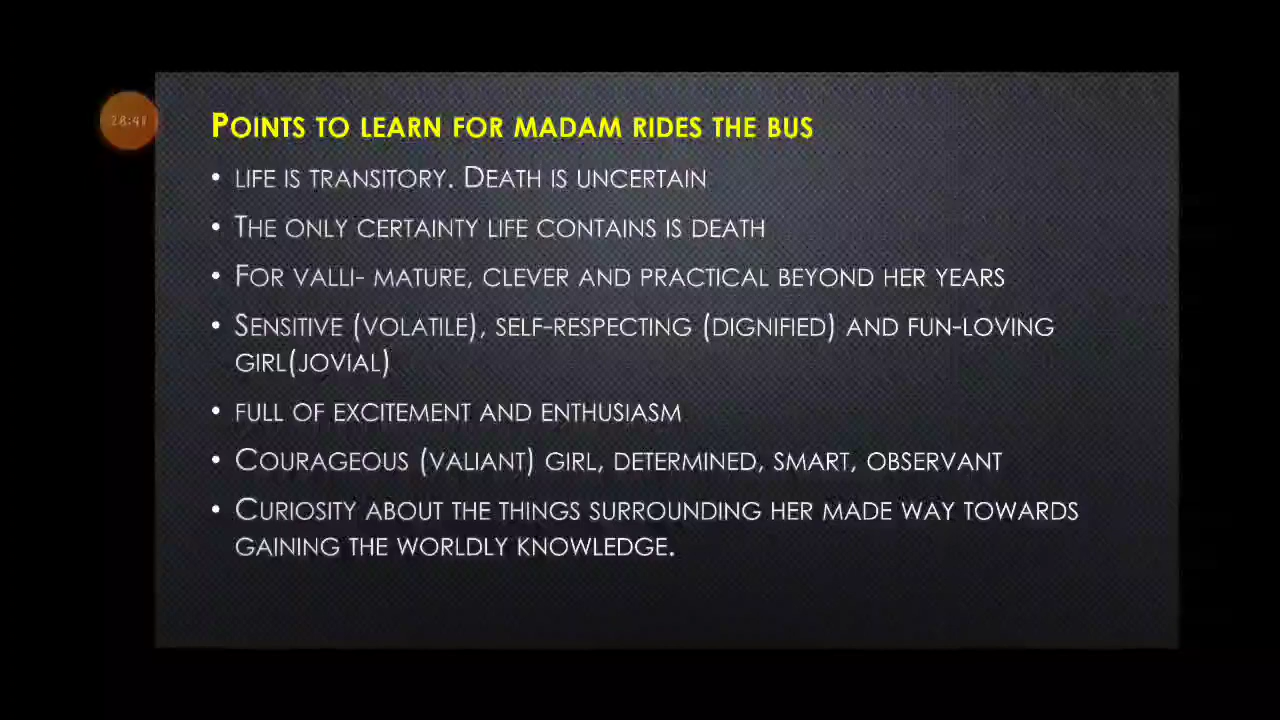 28:41
POINTS TO LEARN FOR MADAM RIDES THE BUS
• LIFE IS TRANSITORY. DEATH IS UNCERTAIN
• THE ONLY CERTAINTY LIFE CONTAINS IS DEATH
• FOR VALLI- MATURE, CLEVER AND PRACTICAL BEYOND HER YEARS
• SENSITIVE (VOLATILE), SELF-RESPECTING (DIGNIFIED) AND FUN-LOVING
GIRL(JOVIAL)
• FULL OF EXCITEMENT AND ENTHUSIASM
• COURAGEOUS (VALIANT) GIRL, DETERMINED, SMART, OBSERVANT
• CURIOSITY ABOUT THE THINGS SURROUNDING HER MADE WAY TOWARDS
GAINING THE WORLDLY KNOWLEDGE.